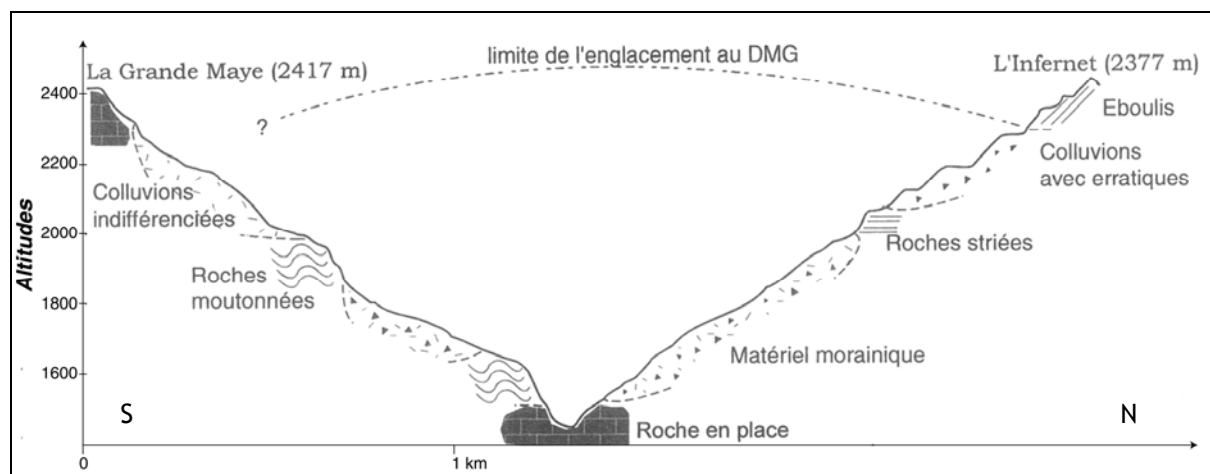 limite de l'englacement au DMG
La Grande Maye (2417 m)
L'Infernet (2377 m)
2400
Eboulis
?
2200
Colluvions
avec erratiques
Colluvions
indifférenciées
2000
Roches striées
Altitudes
Roches
moutonnées
1800
Matériel morainique
1600
S
N
Roche en place
0
1 km